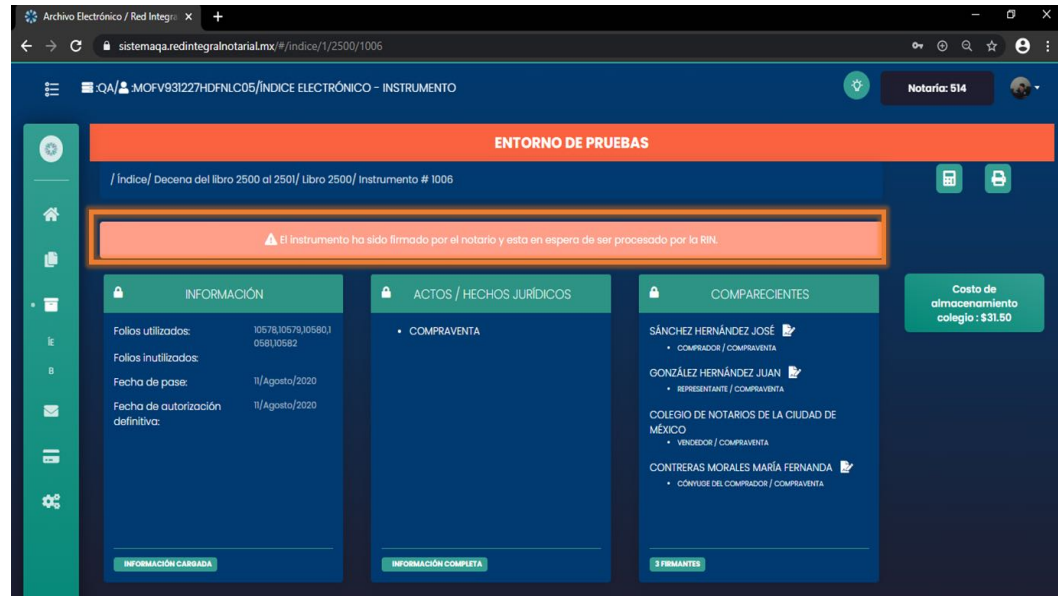 Archivo Electrónico / Red Integra
sistemaqa.redintegralnotarial.mx/#/indice/1/2500/1006
:QA/ :MOFV931227HDFNLC05/ÍNDICE ELECTRÓNICO - INSTRUMENTO
Notaría: 514
ENTORNO DE PRUEBAS
/ Índice/ Decena del libro 2500 al 2501/ Libro 2500/ Instrumento # 1006
El instrumento ha sido firmado por el notario y esta en espera de ser procesado por la RIN.
INFORMACIÓN
Folios utilizados: 10578,10579,10580,1
0581,10582
Folios inutilizados:
Fecha de pase: 11/Agosto/2020
Fecha de autorización 11/Agosto/2020
definitiva:
INFORMACIÓN CARGADA
ACTOS / HECHOS JURÍDICOS
• COMPRAVENTA
INFORMACIÓN COMPLETA
COMPARECIENTES
SÁNCHEZ HERNÁNDEZ JOSÉ
• COMPRADOR / COMPRAVENTA
GONZÁLEZ HERNÁNDEZ JUAN
• REPRESENTANTE / COMPRAVENTA
COLEGIO DE NOTARIOS DE LA CIUDAD DE
MÉXICO
• VENDEDOR / COMPRAVENTA
CONTRERAS MORALES MARÍA FERNANDA
• CÓNYUGE DEL COMPRADOR / COMPRAVENTA
3 FIRMANTES
Costo de
almacenamiento
colegio : $31.50
IE
B